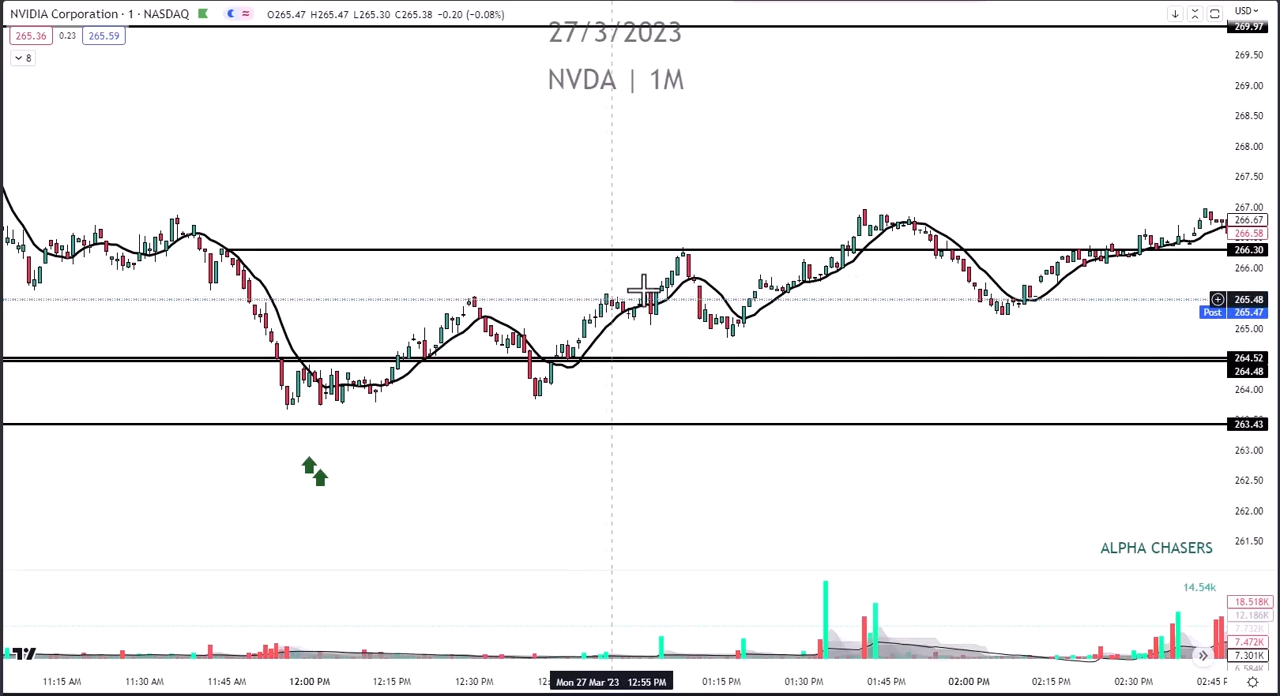 NVIDIA Corporation · 1 · NASDAQ O265.47 H265.47 L265.30 C265.38 −0.20 (−0.08%)
USD
265.36 0.23 265.59
8
27/3/2023
NVDA | 1M
269.97
269.50
269.00
268.50
268.00
267.50
267.00
266.67
266.58
266.30
266.00
265.48
Post 265.47
265.00
264.52
264.48
264.00
263.43
263.00
262.50
262.00
261.50
ALPHA CHASERS
14.54K
18.518K
12.186K
7.732K
7.472K
7.301K
11:15 AM 11:30 AM 11:45 AM 12:00 PM 12:15 PM 12:30 PM Mon 27 Mar '23 12:55 PM 01:15 PM 01:30 PM 01:45 PM 02:00 PM 02:15 PM 02:30 PM 02:45 P